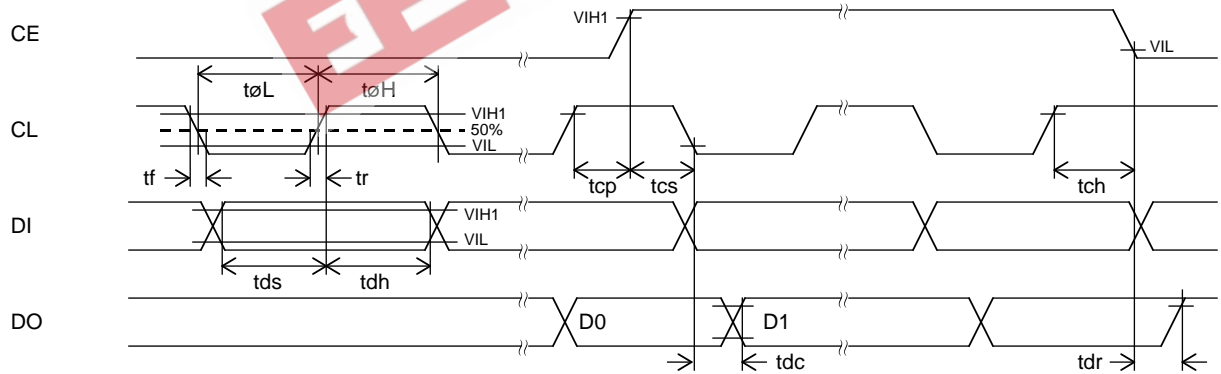 CE
VIH1
VIL
tøL
tøH
CL
VIH1
50%
VIL
tf
tr
tcp
tcs
tch
DI
VIH1
VIL
tds
tdh
DO
D0
D1
tdc
tdr